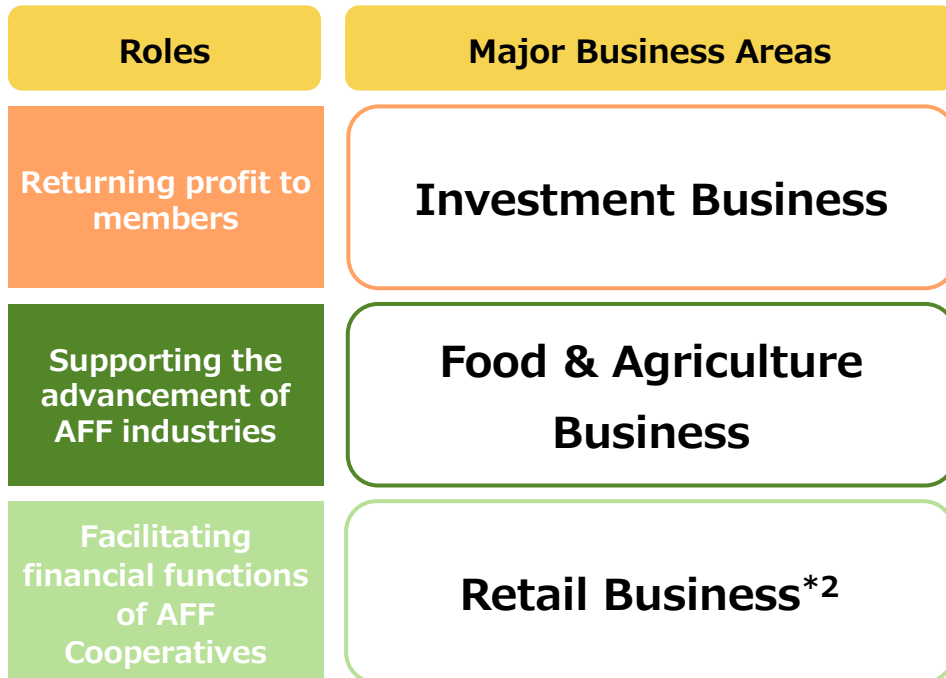 Roles
Major Business Areas
Returning profit to
members
Investment Business
Supporting the
advancement of
AFF industries
Food & Agriculture
Business
Facilitating
financial functions
of AFF
Cooperatives
Retail Business*2